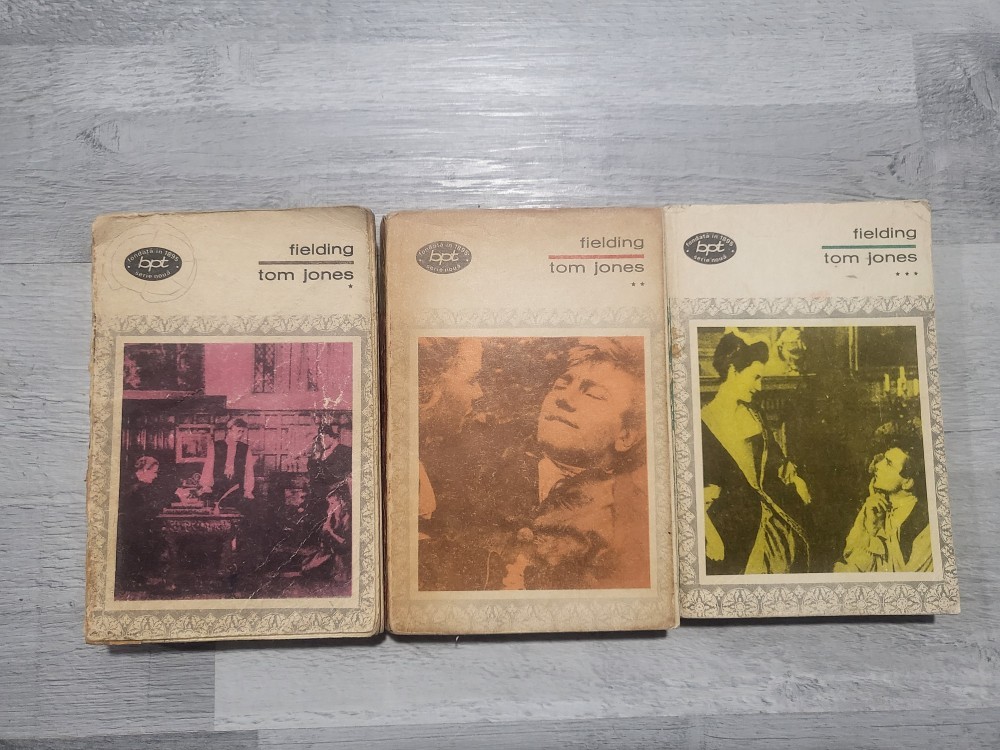 fondată în 1895
bpt
serie nouă
fielding
tom jones
*
fondată în 1895
bpt
serie nouă
fielding
tom jones
* *
fondată în 1895
bpt
serie nouă
fielding
tom jones
* * *